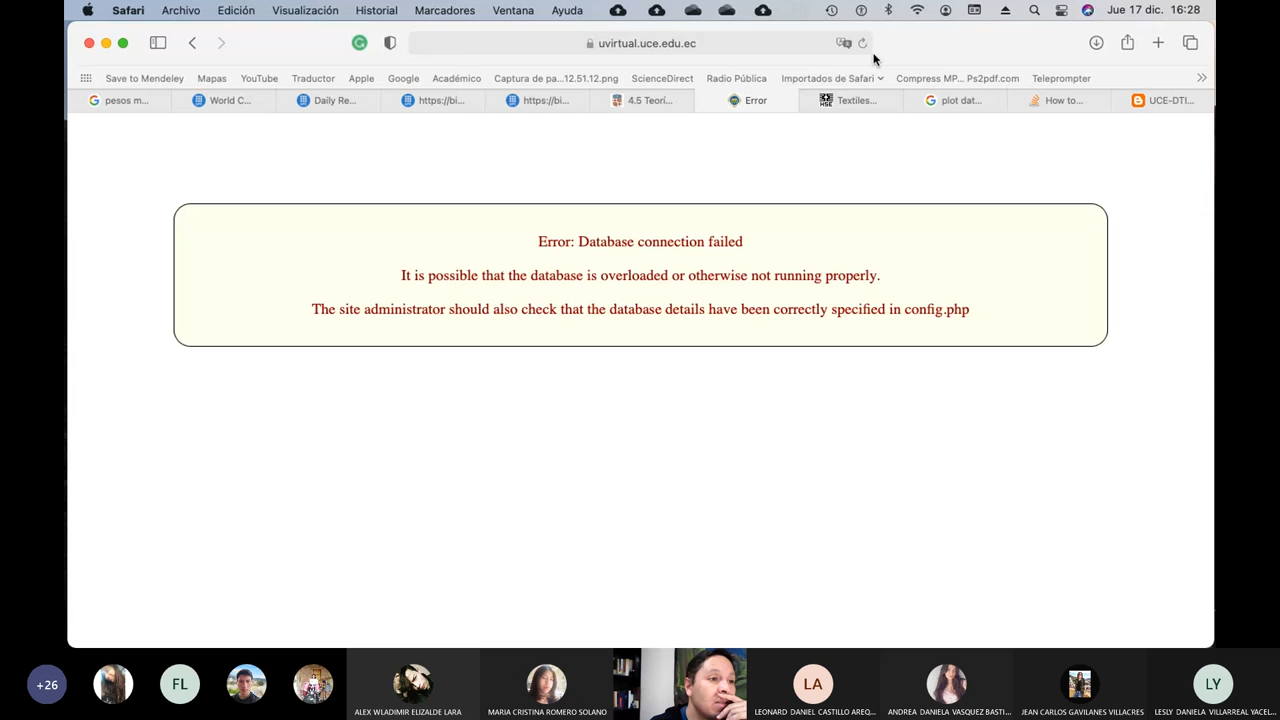 Safari Archivo Edición Visualización Historial Marcadores Ventana Ayuda Jue 17 dic. 16:28
uvirtual.uce.edu.ec
Save to Mendeley Mapas YouTube Traductor Apple Google Académico Captura de pa...12.51.12.png ScienceDirect Radio Pública Importados de Safari Compress MP... Ps2pdf.com Teleprompter
pesos m... World C... Daily Re... https://bi... https://bi... 4.5 Teorí... Error Textiles... plot dat... How to... UCE-DTI...
Error: Database connection failed
It is possible that the database is overloaded or otherwise not running properly.
The site administrator should also check that the database details have been correctly specified in config.php
+26 FL LA LY
ALEX WLADIMIR ELIZALDE LARA MARIA CRISTINA ROMERO SOLANO LEONARD DANIEL CASTILLO AREQ... ANDREA DANIELA VASQUEZ BASTI... JEAN CARLOS GAVILANES VILLACRES LESLY DANIELA VILLARREAL YACEL...